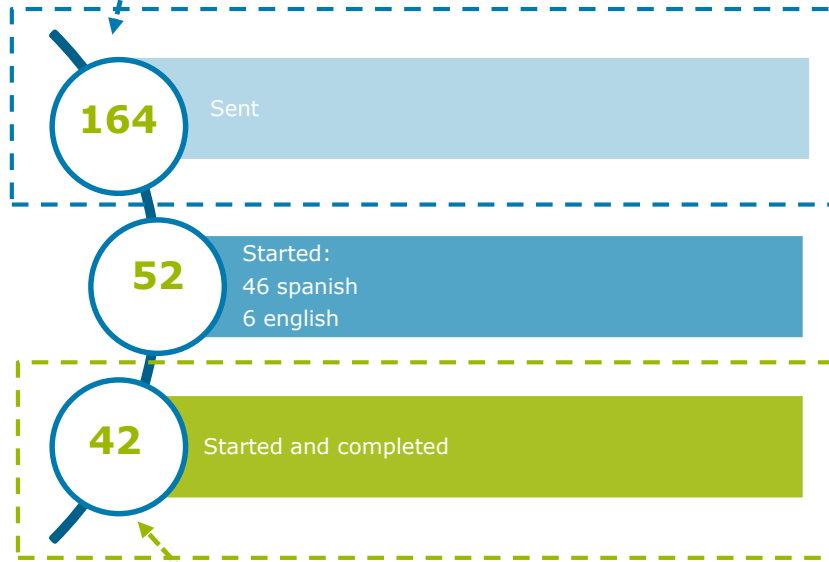 164
Sent
52
Started:
46 spanish
6 english
42
Started and completed